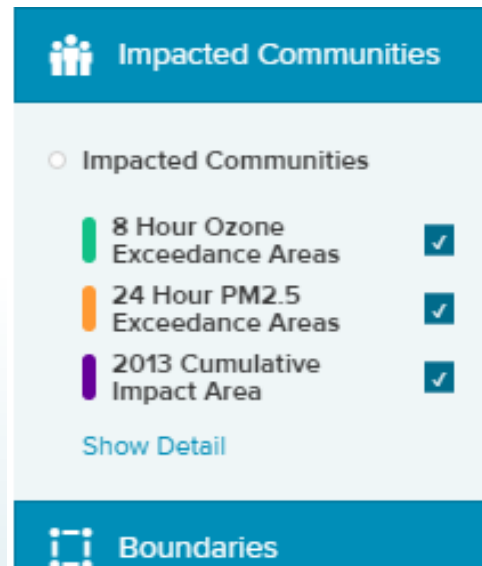 Impacted Communities
Impacted Communities
8 Hour Ozone
Exceedance Areas
24 Hour PM2.5
Exceedance Areas
2013 Cumulative
Impact Area
Show Detail
Boundaries